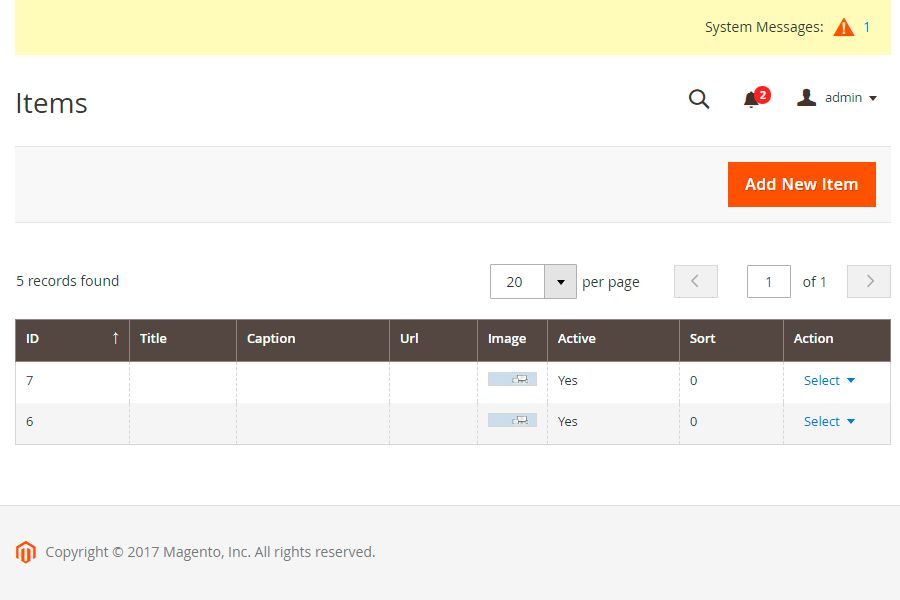 System Messages: 1
Items
2
admin
Add New Item
5 records found
20 per page
1 of 1
ID ↑ Title Caption Url Image Active Sort Action
7 Yes 0 Select
6 Yes 0 Select
Copyright © 2017 Magento, Inc. All rights reserved.